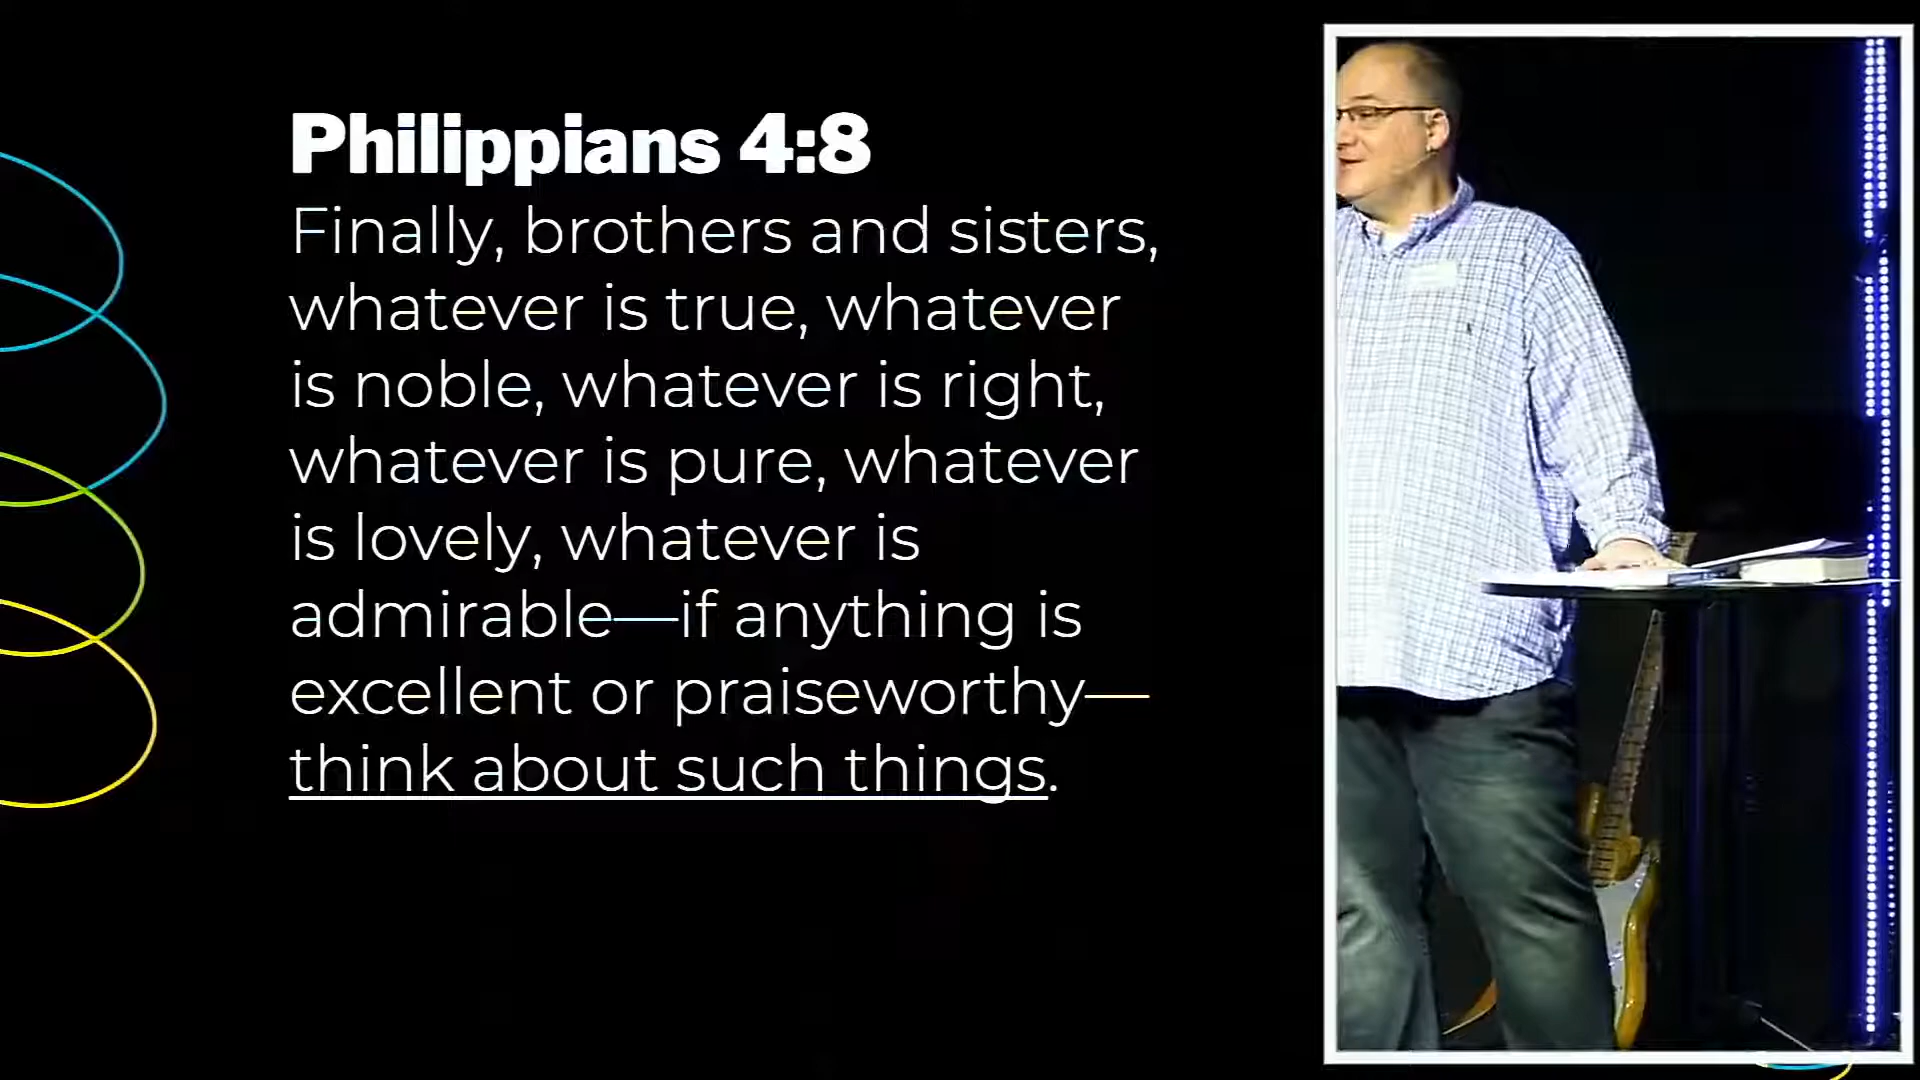 Philippians 4:8
Finally, brothers and sisters,
whatever is true, whatever
is noble, whatever is right,
whatever is pure, whatever
is lovely, whatever is
admirable—if anything is
excellent or praiseworthy—
think about such things.